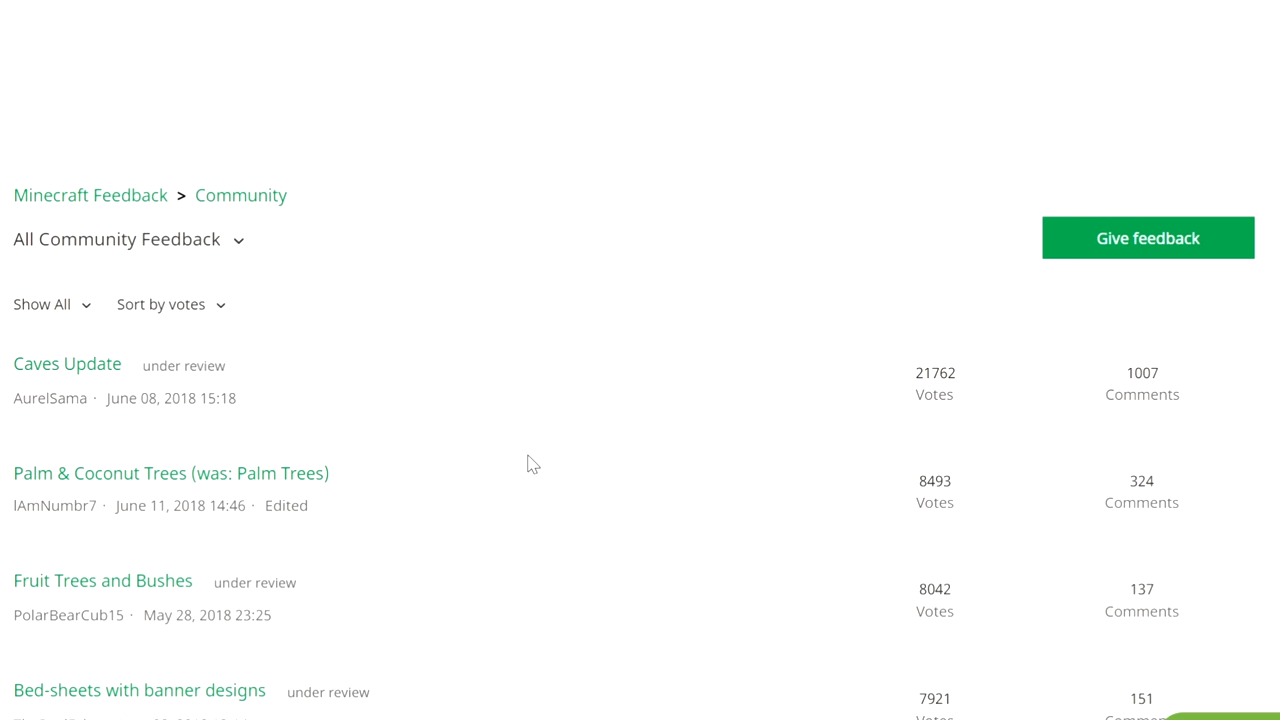 Minecraft Feedback > Community
All Community Feedback
Give feedback
Show All Sort by votes
Caves Update under review
AurelSama · June 08, 2018 15:18
21762
Votes
1007
Comments
Palm & Coconut Trees (was: Palm Trees)
lAmNumbr7 · June 11, 2018 14:46 · Edited
8493
Votes
324
Comments
Fruit Trees and Bushes under review
PolarBearCub15 · May 28, 2018 23:25
8042
Votes
137
Comments
Bed-sheets with banner designs under review
7921
Votes
151